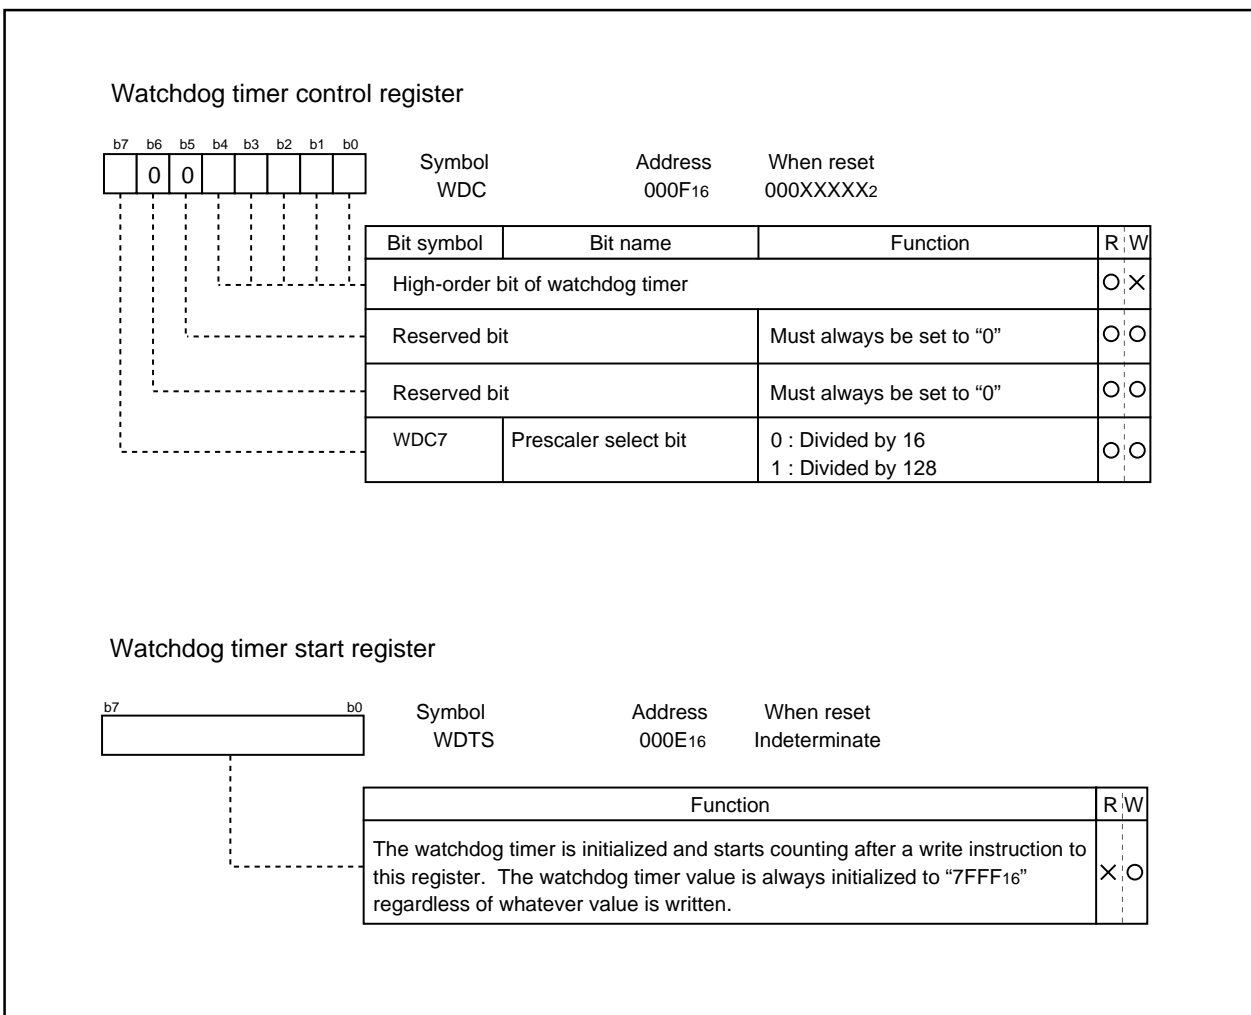 Watchdog timer control register
b7 b6 b5 b4 b3 b2 b1 b0
0 0
Symbol Address When reset
WDC 000F16 000XXXXX2
Bit symbol Bit name Function R W
High-order bit of watchdog timer O X
Reserved bit Must always be set to “0” O O
Reserved bit Must always be set to “0” O O
WDC7 Prescaler select bit 0 : Divided by 16 O O
1 : Divided by 128
Watchdog timer start register
b7 b0
Symbol Address When reset
WDTS 000E16 Indeterminate
Function R W
The watchdog timer is initialized and starts counting after a write instruction to
this register. The watchdog timer value is always initialized to “7FFF16” X O
regardless of whatever value is written.